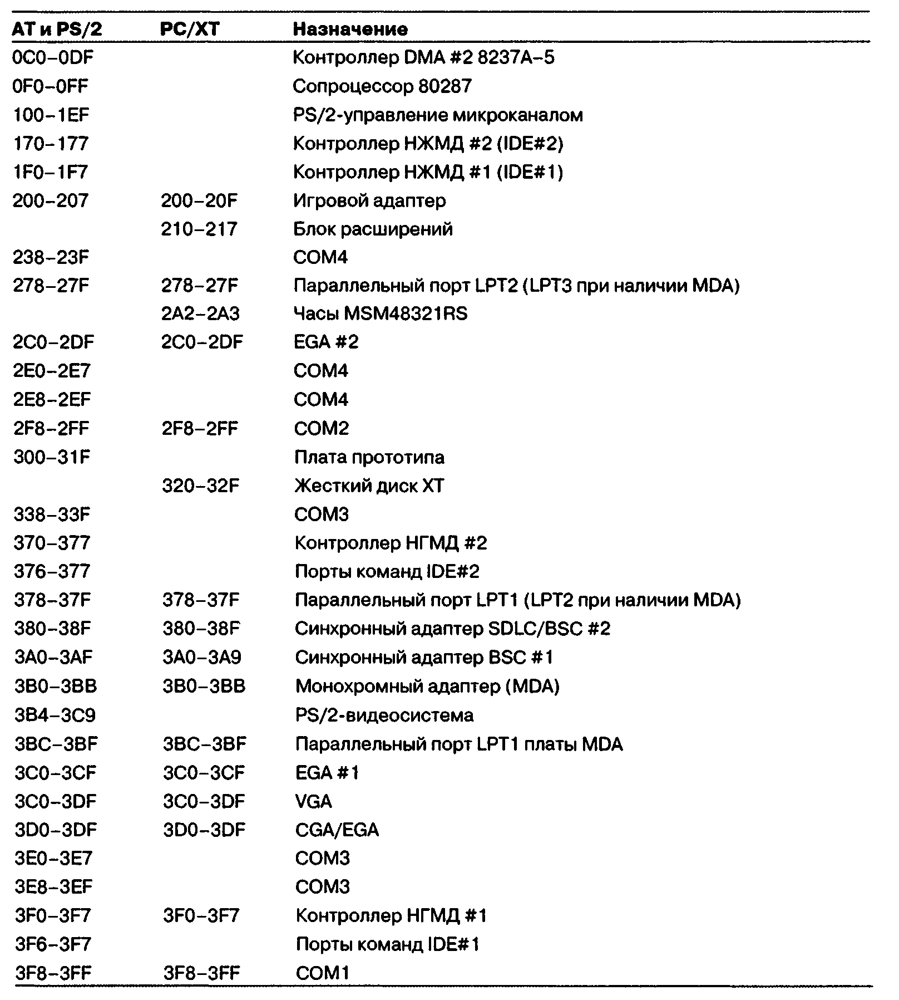 АТ и PS/2 PC/XT Назначение
0C0–0DF Контроллер DMA #2 8237A–5
0F0–0FF Сопроцессор 80287
100–1EF PS/2-управление микроканалом
170–177 Контроллер НЖМД #2 (IDE#2)
1F0–1F7 Контроллер НЖМД #1 (IDE#1)
200–207 200–20F Игровой адаптер
210–217 Блок расширений
238–23F COM4
278–27F 278–27F Параллельный порт LPT2 (LPT3 при наличии MDA)
2A2–2A3 Часы MSM48321RS
2C0–2DF 2C0–2DF EGA #2
2E0–2E7 COM4
2E8–2EF COM4
2F8–2FF 2F8–2FF COM2
300–31F Плата прототипа
320–32F Жесткий диск XT
338–33F COM3
370–377 Контроллер НГМД #2
376–377 Порты команд IDE#2
378–37F 378–37F Параллельный порт LPT1 (LPT2 при наличии MDA)
380–38F 380–38F Синхронный адаптер SDLC/BSC #2
3A0–3AF 3A0–3A9 Синхронный адаптер BSC #1
3B0–3BB 3B0–3BB Монохромный адаптер (MDA)
3B4–3C9 PS/2-видеосистема
3BC–3BF 3BC–3BF Параллельный порт LPT1 платы MDA
3C0–3CF 3C0–3CF EGA #1
3C0–3DF 3C0–3DF VGA
3D0–3DF 3D0–3DF CGA/EGA
3E0–3E7 COM3
3E8–3EF COM3
3F0–3F7 3F0–3F7 Контроллер НГМД #1
3F6–3F7 Порты команд IDE#1
3F8–3FF 3F8–3FF COM1